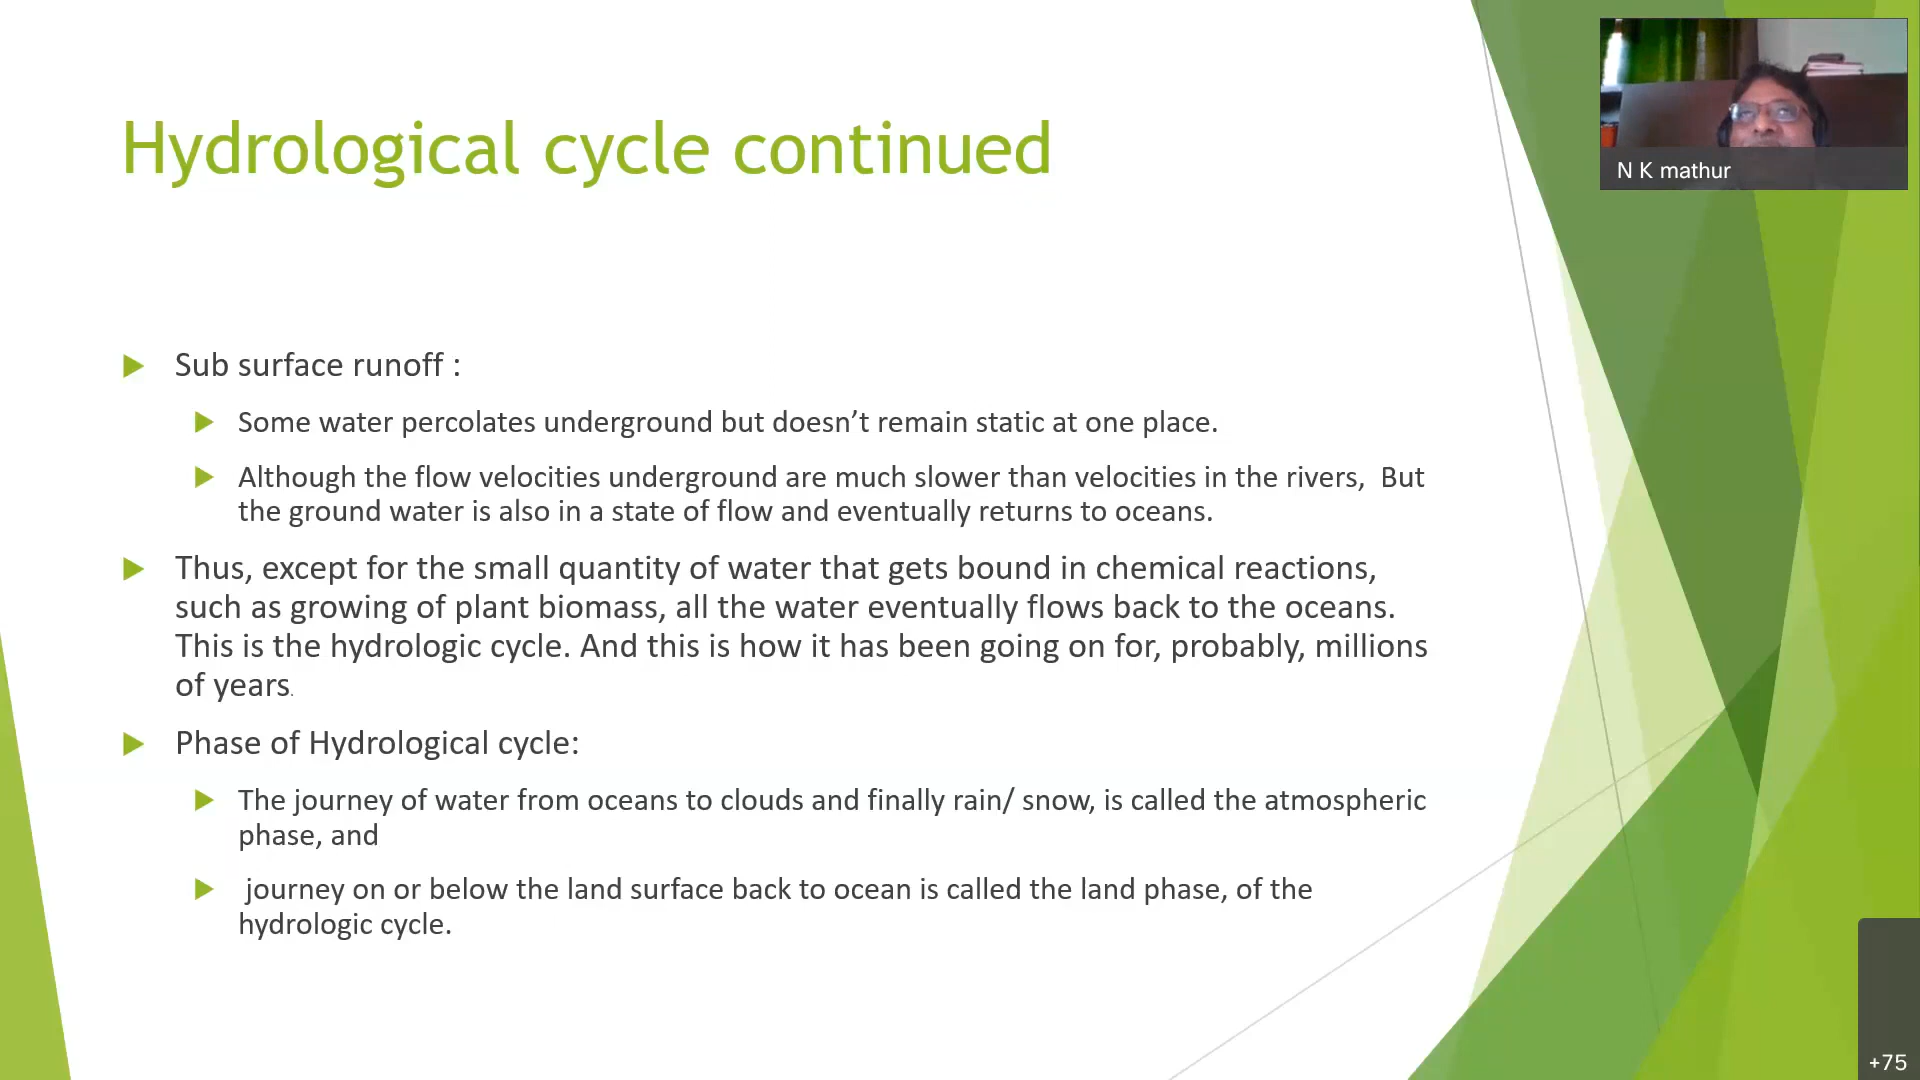 Hydrological cycle continued
N K mathur
Sub surface runoff :
Some water percolates underground but doesn’t remain static at one place.
Although the flow velocities underground are much slower than velocities in the rivers,  But
the ground water is also in a state of flow and eventually returns to oceans.
Thus, except for the small quantity of water that gets bound in chemical reactions,
such as growing of plant biomass, all the water eventually flows back to the oceans.
This is the hydrologic cycle. And this is how it has been going on for, probably, millions
of years.
Phase of Hydrological cycle:
The journey of water from oceans to clouds and finally rain/ snow, is called the atmospheric
phase, and
journey on or below the land surface back to ocean is called the land phase, of the
hydrologic cycle.
+75